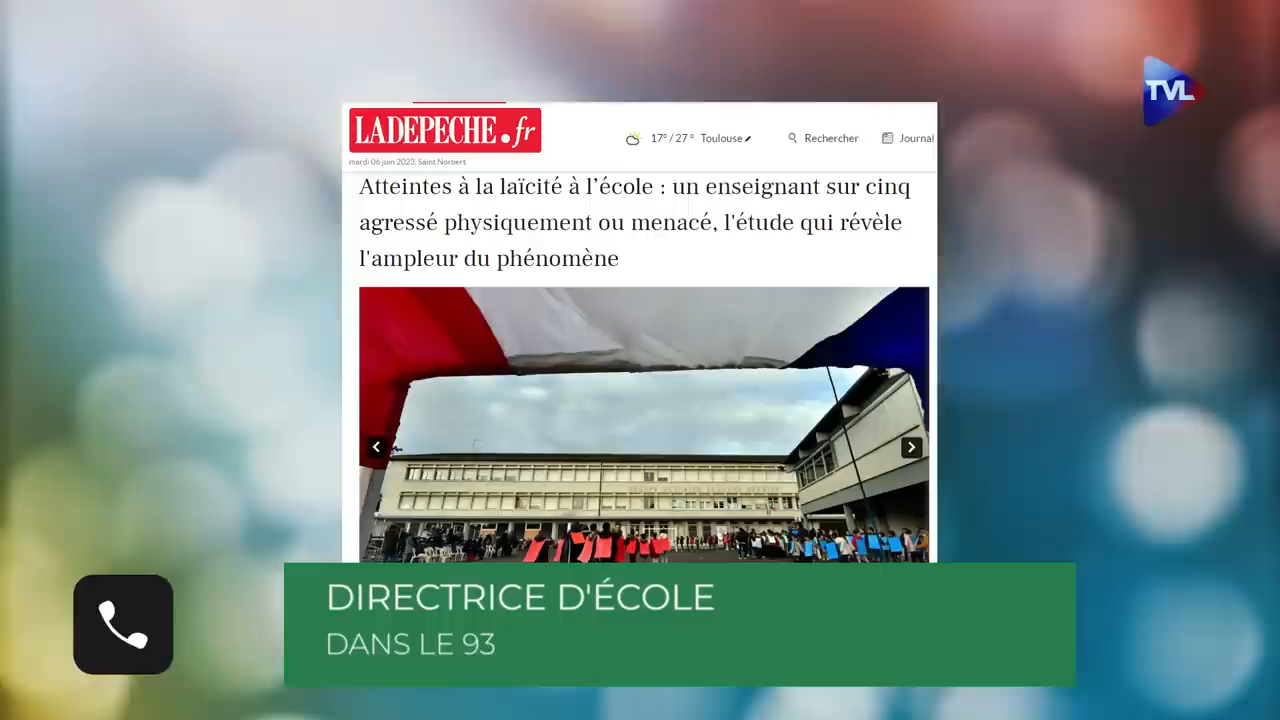 TVL
LADEPECHE.fr
17° / 27° Toulouse
Rechercher
Journal
mardi 06 juin 2023, Saint Norbert
Atteintes à la laïcité à l’école : un enseignant sur cinq
agressé physiquement ou menacé, l'étude qui révèle
l'ampleur du phénomène
DIRECTRICE D'ÉCOLE
DANS LE 93